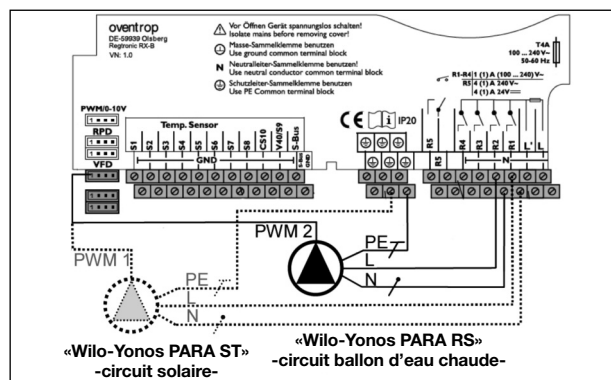 oventrop
DE-59939 Olsberg
Regtronic RX-B
VN: 1.0
Vor Öffnen Gerät spannungslos schalten!
Isolate mains before removing cover!
Masse-Sammelklemme benutzen
Use ground common terminal block
N Neutralleiter-Sammelklemme benutzen!
Use neutral conductor common terminal block
Schutzleiter-Sammelklemme benutzen
Use PE Common terminal block
T4A
100 ... 240 V~
50-60 Hz
R1-R4 1 (1) A (100 ... 240) V~
R5 4 (1) A 240 V~
4 (1) A 24V
PWM/0-10V
RPD
VFD
Temp. Sensor
S1 S2 S3 S4 S5 S6 S7 S8 CS10 V40/S9 S-Bus
GND
S-Bus GND
CE i IP20
R5 R4 R3 R2 R1 L' L
R5 N
PWM 1
PE
L
N
PWM 2
PE
L
N
«Wilo-Yonos PARA ST»
-circuit solaire-
«Wilo-Yonos PARA RS»
-circuit ballon d'eau chaude-